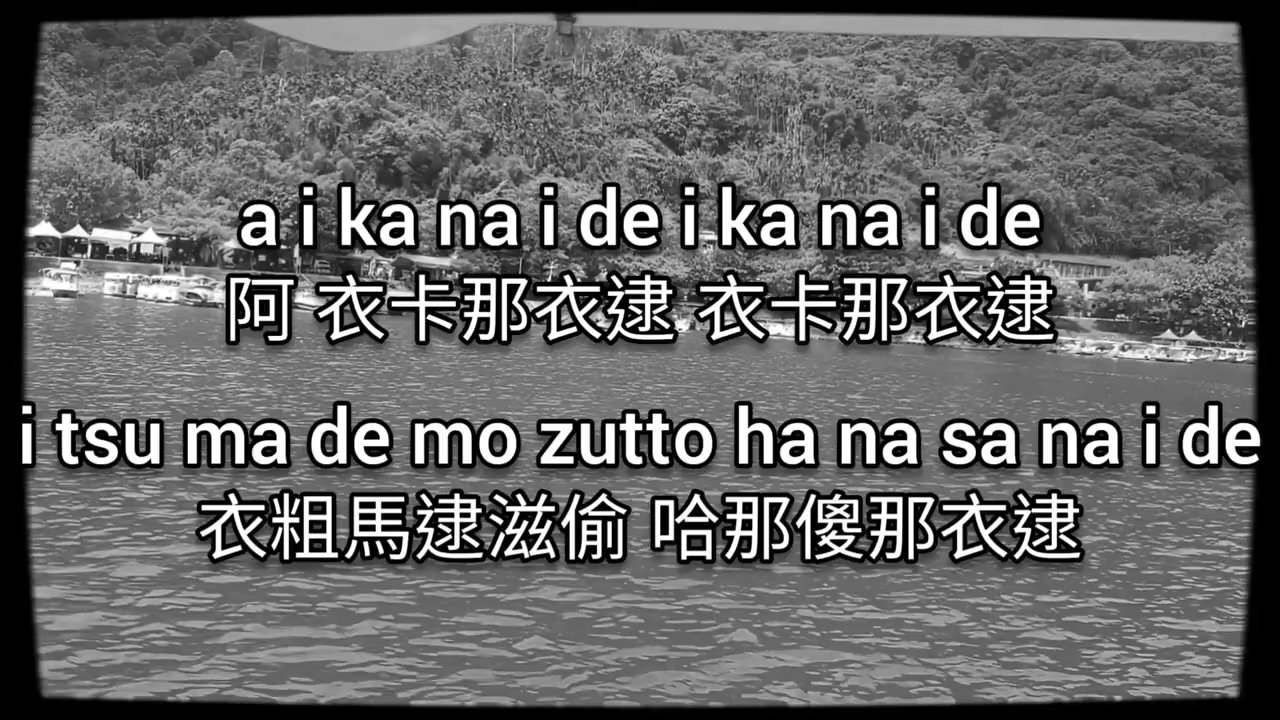 a i ka na i de i ka na i de
阿 衣卡那衣逮 衣卡那衣逮
i tsu ma de mo zutto ha na sa na i de
衣粗馬逮滋偷 哈那傻那衣逮